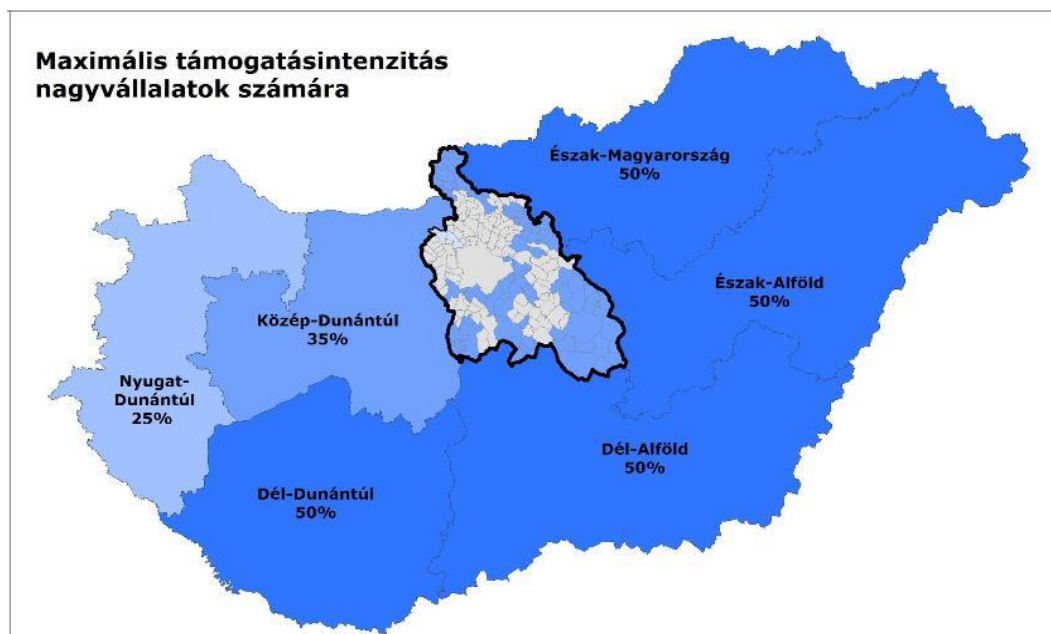 Maximális támogatásintenzitás
nagyvállalatok számára
Észak-Magyarország
50%
Észak-Alföld
50%
Közép-Dunántúl
35%
Nyugat-
Dunántúl
25%
Dél-Alföld
50%
Dél-Dunántúl
50%